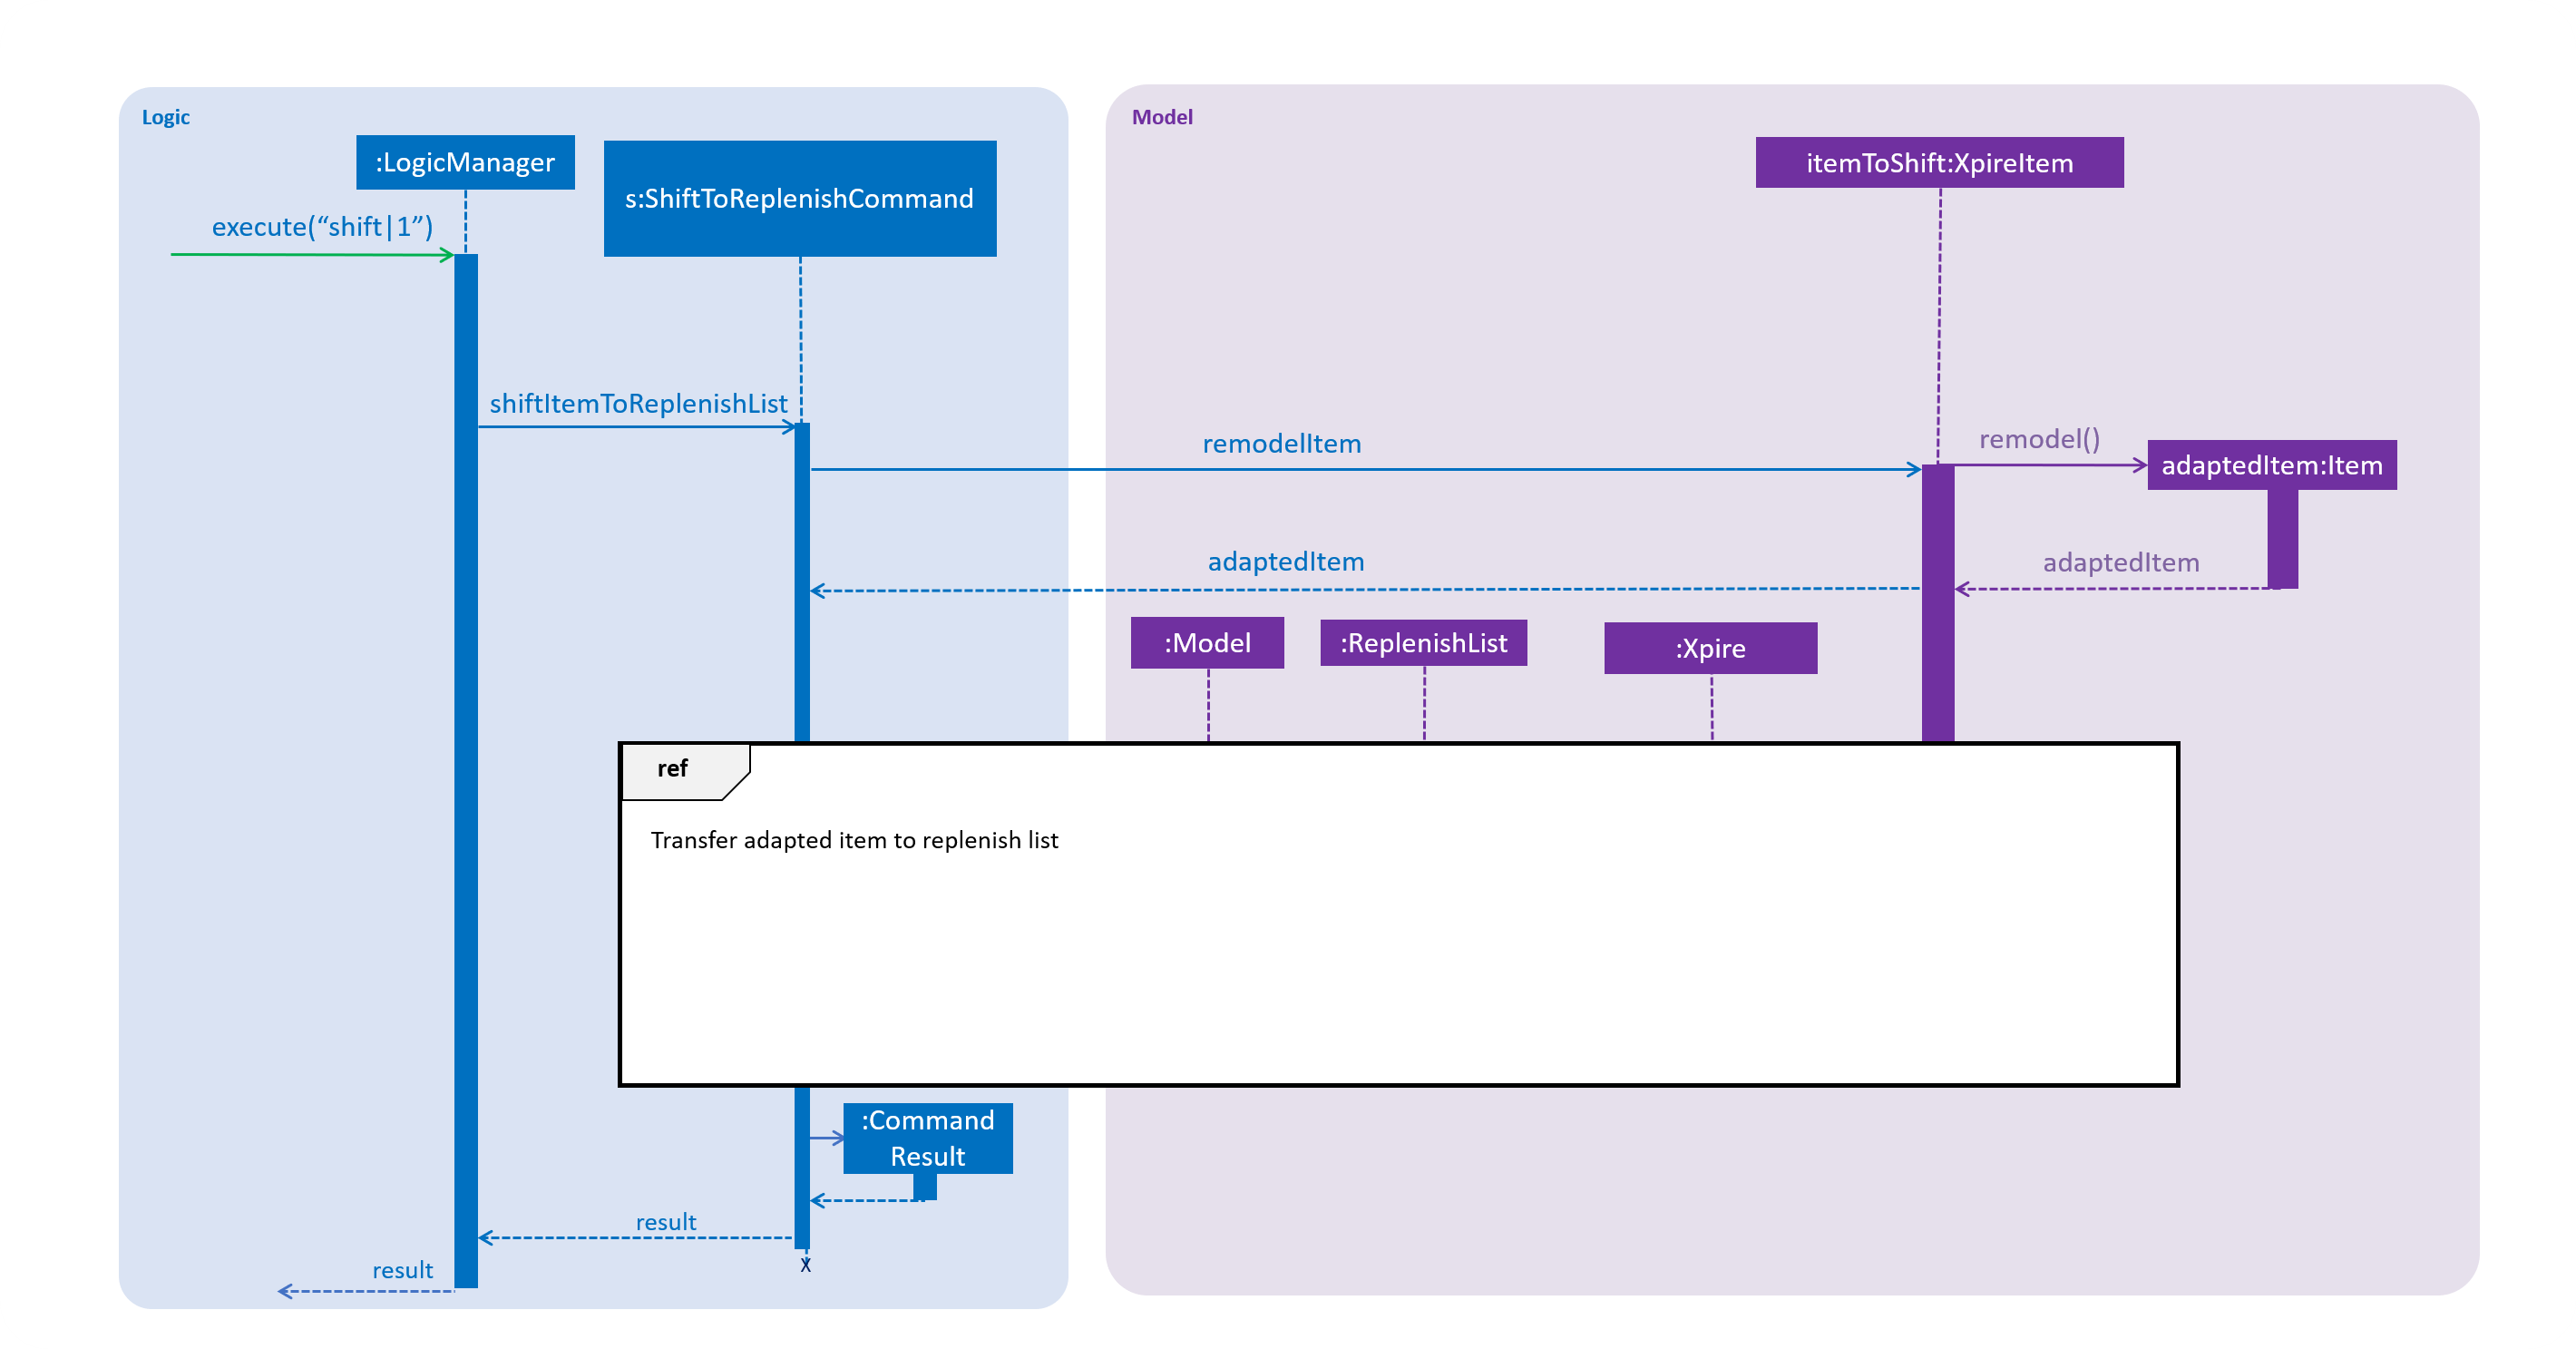 Logic
Model
:LogicManager
s:ShiftToReplenishCommand
itemToShift:XpireItem
execute(“shift|1”)
shiftItemToReplenishList
remodelItem
remodel()
adaptedItem:Item
adaptedItem
adaptedItem
:Model
:ReplenishList
:Xpire
ref
Transfer adapted item to replenish list
:Command
Result
result
X
result